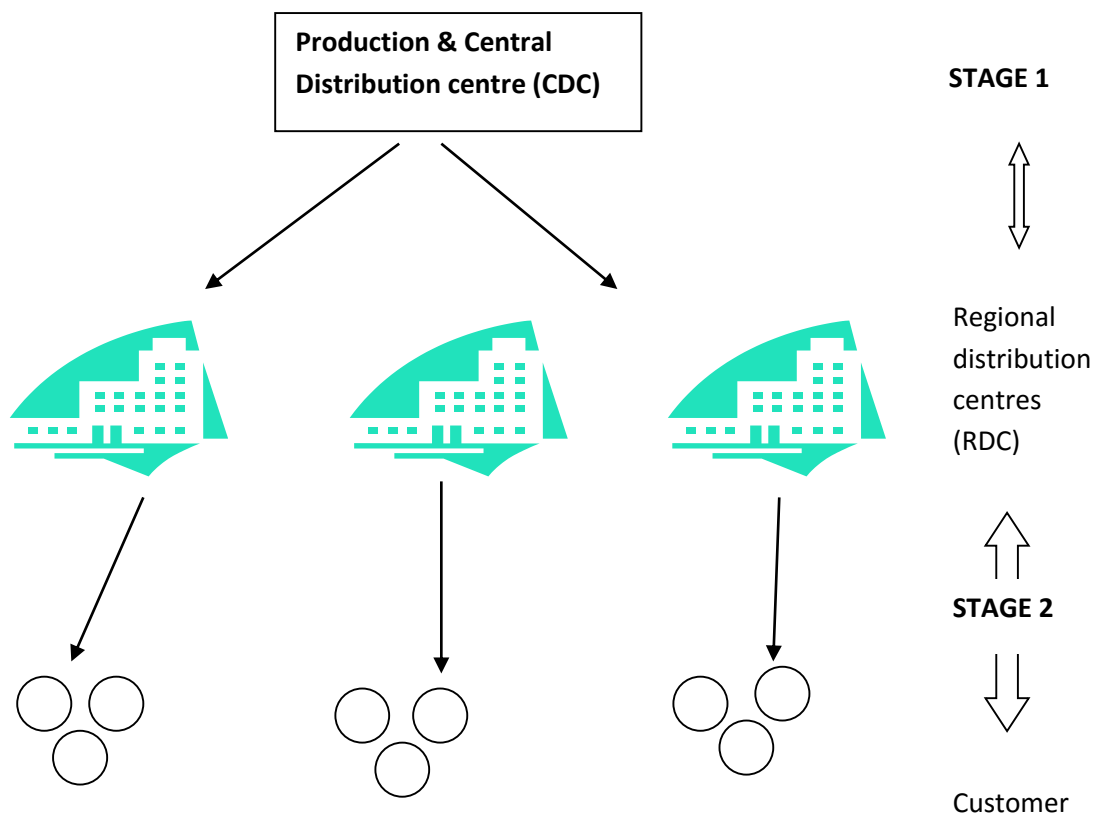 Production & Central
Distribution centre (CDC)
STAGE 1
Regional
distribution
centres
(RDC)
STAGE 2
Customer